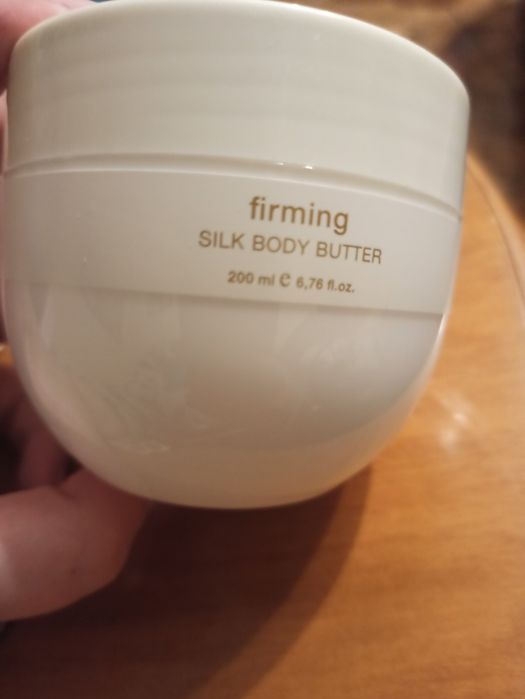 firming
SILK BODY BUTTER
200 ml ℮ 6,76 fl.oz.